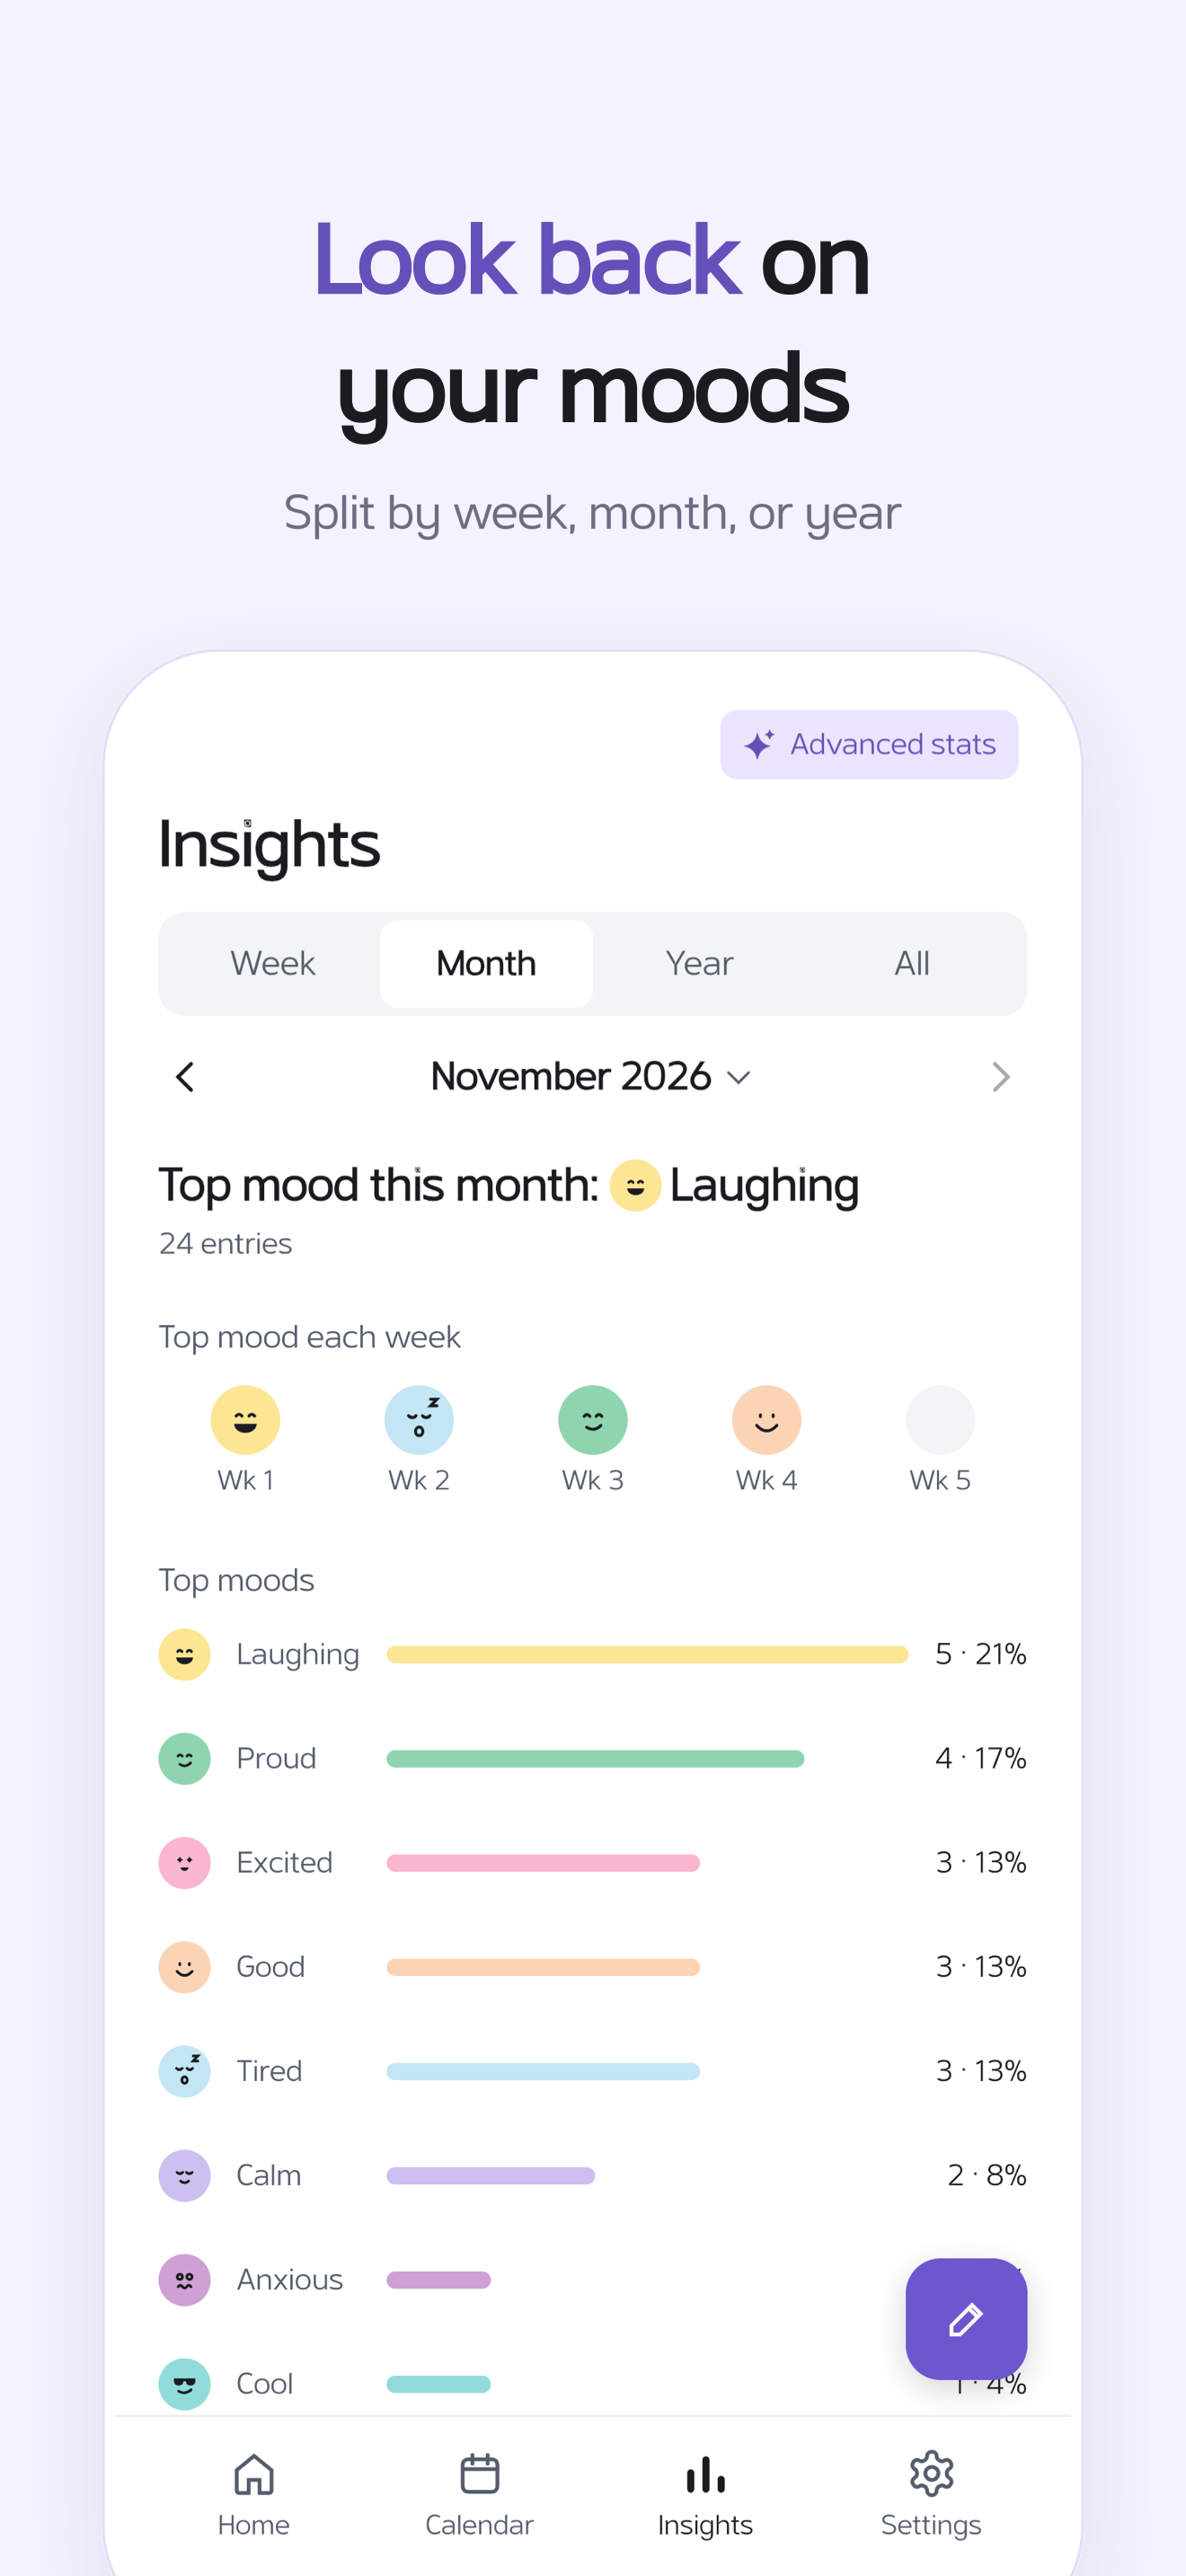 Look back on
your moods
Split by week, month, or year
Advanced stats
Insights
Week Month Year All
November 2026
Top mood this month: Laughing
24 entries
Top mood each week
Wk 1 Wk 2 Wk 3 Wk 4 Wk 5
Top moods
Laughing 5 · 21%
Proud 4 · 17%
Excited 3 · 13%
Good 3 · 13%
Tired 3 · 13%
Calm 2 · 8%
Anxious
Cool 1 · 4%
Home Calendar Insights Settings